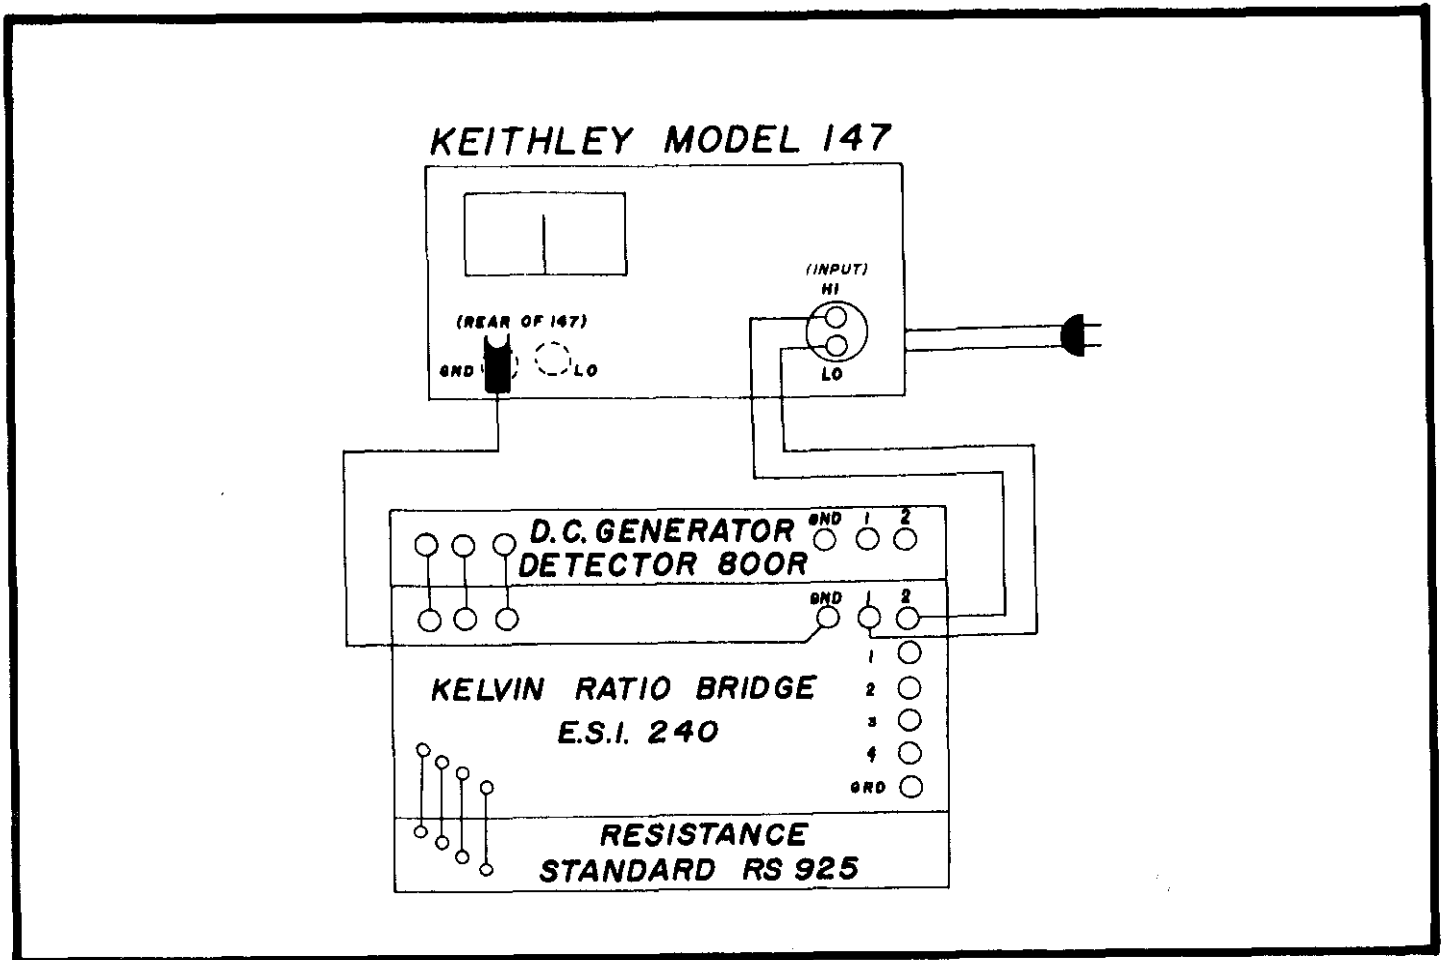 KEITHLEY MODEL 147
(INPUT)
HI
(REAR OF 147)
GND LO
LO
D.C. GENERATOR
DETECTOR 800R
GND 1 2
GND 1 2
1
KELVIN RATIO BRIDGE 2
E.S.I. 240 3
4
GRD
RESISTANCE
STANDARD RS 925